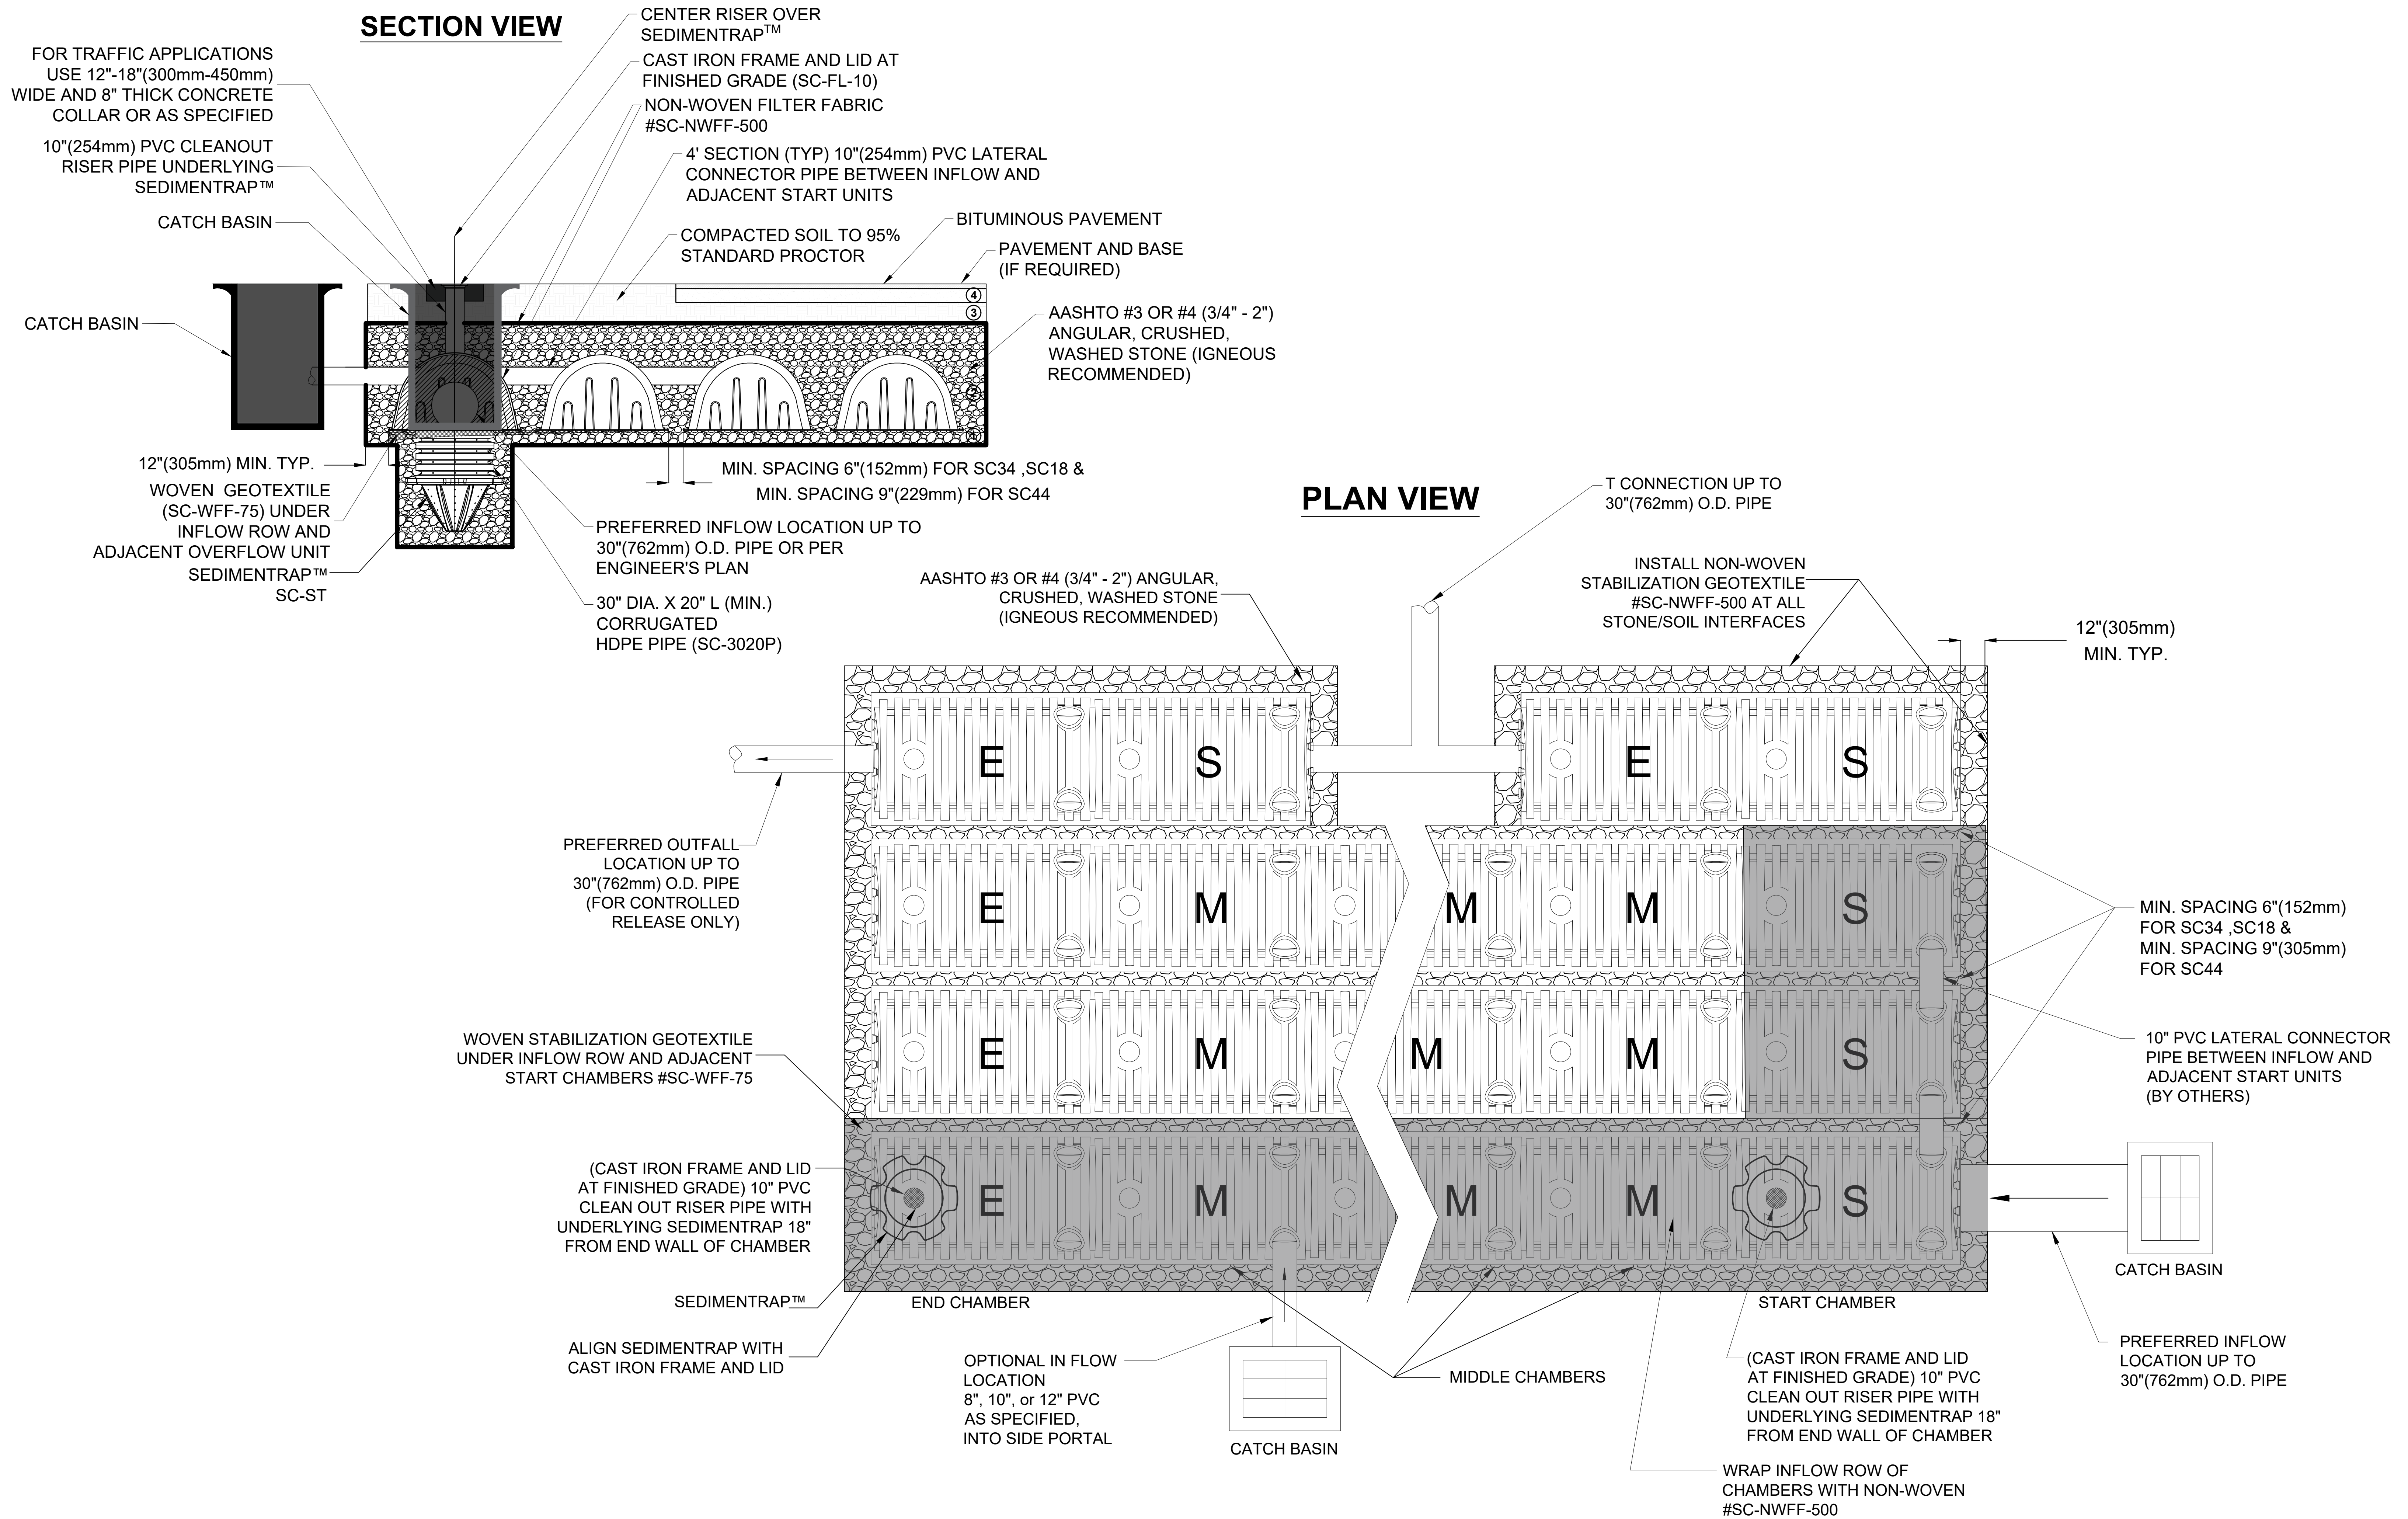 SECTION VIEW
CENTER RISER OVER
SEDIMENTRAP™
CAST IRON FRAME AND LID AT
FINISHED GRADE (SC-FL-10)
NON-WOVEN FILTER FABRIC
#SC-NWFF-500
4' SECTION (TYP) 10"(254mm) PVC LATERAL
CONNECTOR PIPE BETWEEN INFLOW AND
ADJACENT START UNITS
COMPACTED SOIL TO 95%
STANDARD PROCTOR
BITUMINOUS PAVEMENT
PAVEMENT AND BASE
(IF REQUIRED)
AASHTO #3 OR #4 (3/4" - 2")
ANGULAR, CRUSHED,
WASHED STONE (IGNEOUS
RECOMMENDED)
FOR TRAFFIC APPLICATIONS
USE 12"-18"(300mm-450mm)
WIDE AND 8" THICK CONCRETE
COLLAR OR AS SPECIFIED
10"(254mm) PVC CLEANOUT
RISER PIPE UNDERLYING
SEDIMENTRAP™
CATCH BASIN
CATCH BASIN
4
3
2
1
12"(305mm) MIN. TYP.
WOVEN GEOTEXTILE
(SC-WFF-75) UNDER
INFLOW ROW AND
ADJACENT OVERFLOW UNIT
SEDIMENTRAP™
SC-ST
MIN. SPACING 6"(152mm) FOR SC34 ,SC18 &
MIN. SPACING 9"(229mm) FOR SC44
PREFERRED INFLOW LOCATION UP TO
30"(762mm) O.D. PIPE OR PER
ENGINEER'S PLAN
30" DIA. X 20" L (MIN.)
CORRUGATED
HDPE PIPE (SC-3020P)
PLAN VIEW
T CONNECTION UP TO
30"(762mm) O.D. PIPE
AASHTO #3 OR #4 (3/4" - 2") ANGULAR,
CRUSHED, WASHED STONE
(IGNEOUS RECOMMENDED)
INSTALL NON-WOVEN
STABILIZATION GEOTEXTILE
#SC-NWFF-500 AT ALL
STONE/SOIL INTERFACES
12"(305mm)
MIN. TYP.
E S E S
E M M M S
E M M M S
E M M M S
PREFERRED OUTFALL
LOCATION UP TO
30"(762mm) O.D. PIPE
(FOR CONTROLLED
RELEASE ONLY)
MIN. SPACING 6"(152mm)
FOR SC34 ,SC18 &
MIN. SPACING 9"(305mm)
FOR SC44
10" PVC LATERAL CONNECTOR
PIPE BETWEEN INFLOW AND
ADJACENT START UNITS
(BY OTHERS)
WOVEN STABILIZATION GEOTEXTILE
UNDER INFLOW ROW AND ADJACENT
START CHAMBERS #SC-WFF-75
(CAST IRON FRAME AND LID
AT FINISHED GRADE) 10" PVC
CLEAN OUT RISER PIPE WITH
UNDERLYING SEDIMENTRAP 18"
FROM END WALL OF CHAMBER
SEDIMENTRAP™
ALIGN SEDIMENTRAP WITH
CAST IRON FRAME AND LID
END CHAMBER
START CHAMBER
CATCH BASIN
OPTIONAL IN FLOW
LOCATION
8", 10", or 12" PVC
AS SPECIFIED,
INTO SIDE PORTAL
CATCH BASIN
MIDDLE CHAMBERS
(CAST IRON FRAME AND LID
AT FINISHED GRADE) 10" PVC
CLEAN OUT RISER PIPE WITH
UNDERLYING SEDIMENTRAP 18"
FROM END WALL OF CHAMBER
PREFERRED INFLOW
LOCATION UP TO
30"(762mm) O.D. PIPE
WRAP INFLOW ROW OF
CHAMBERS WITH NON-WOVEN
#SC-NWFF-500